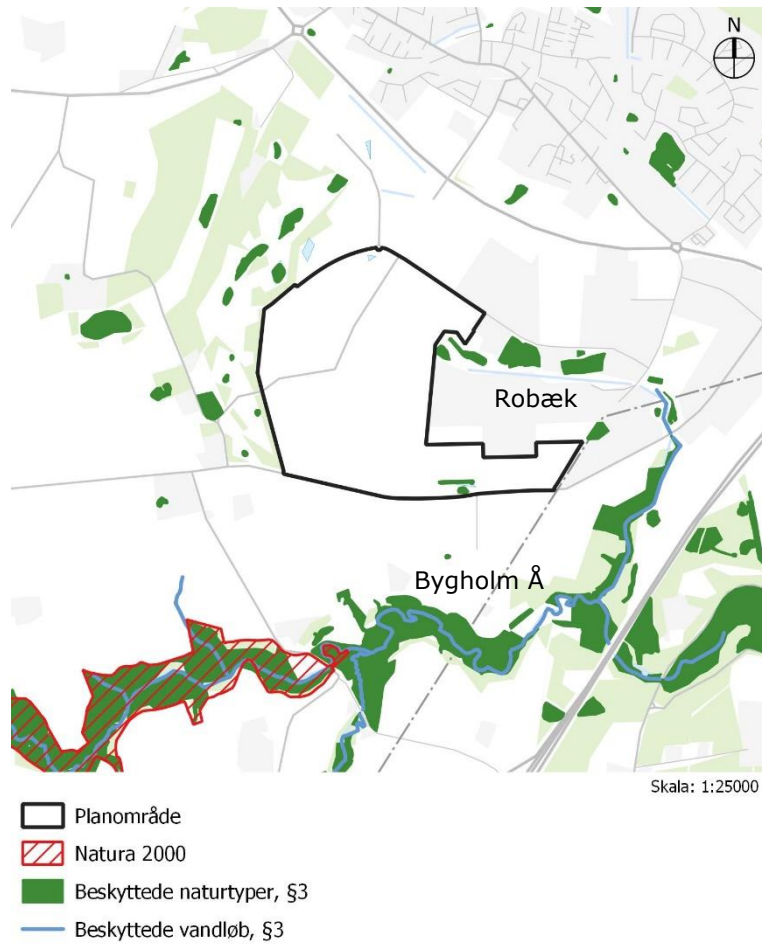 N
Robæk
Bygholm Å
Skala: 1:25000
Planområde
Natura 2000
Beskyttede naturtyper, §3
Beskyttede vandløb, §3